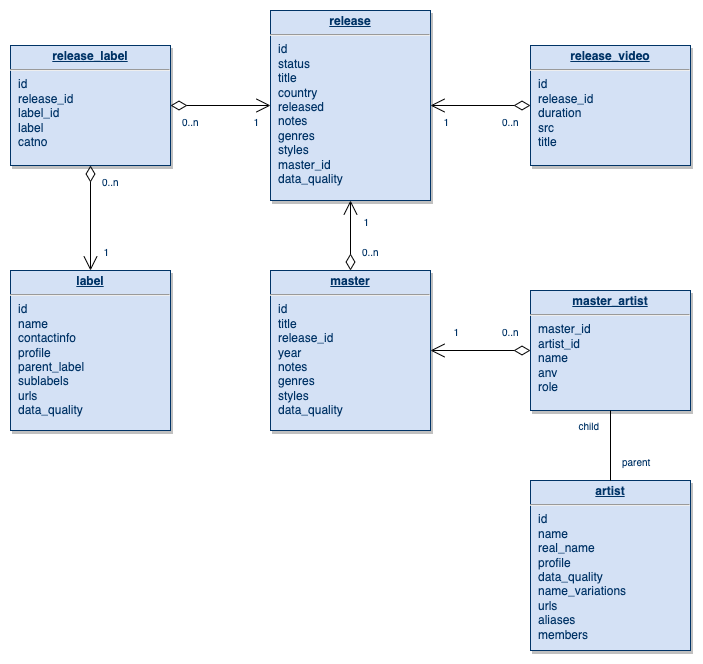 release
id
status
title
country
released
notes
genres
styles
master_id
data_quality
release_label
id
release_id
label_id
label
catno
release_video
id
release_id
duration
src
title
0..n
1
1
0..n
0..n
1
1
0..n
label
id
name
contactinfo
profile
parent_label
sublabels
urls
data_quality
master
id
title
release_id
year
notes
genres
styles
data_quality
1
0..n
master_artist
master_id
artist_id
name
anv
role
child
parent
artist
id
name
real_name
profile
data_quality
name_variations
urls
aliases
members